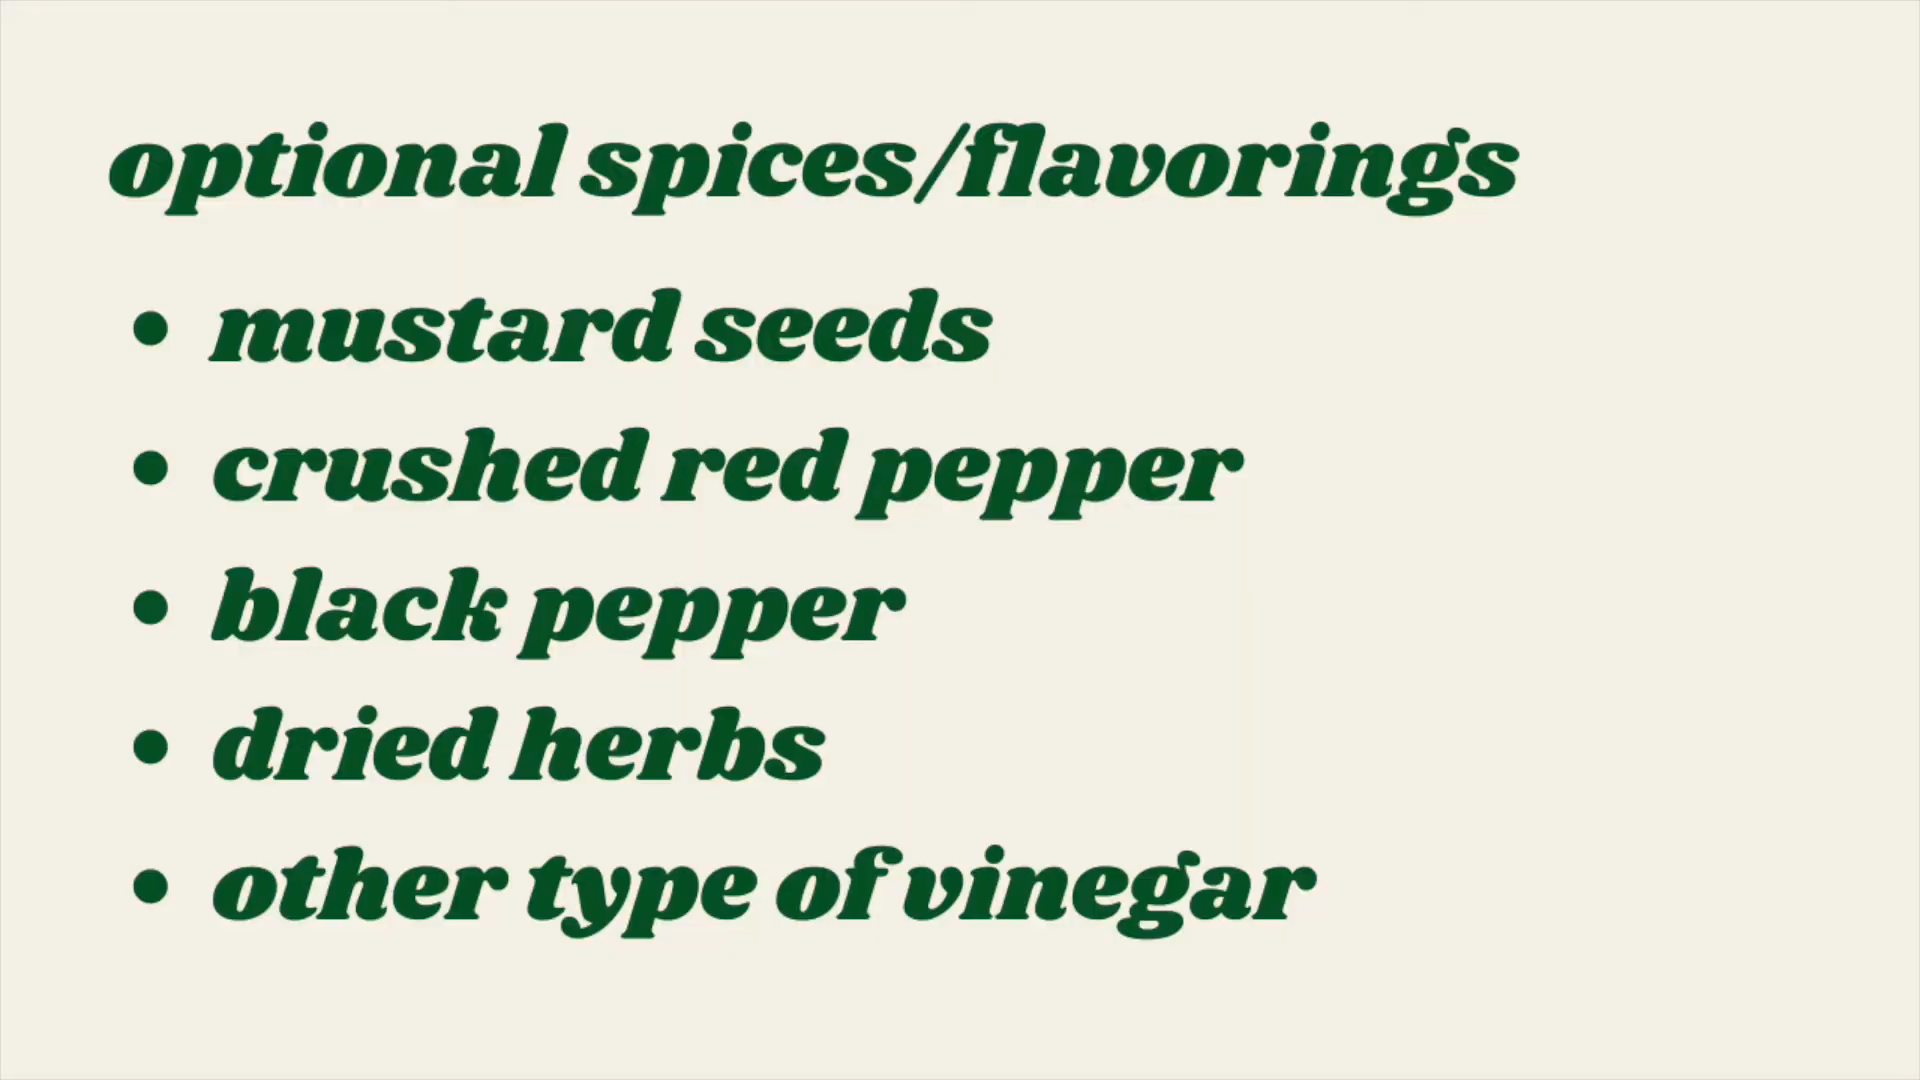 optional spices/flavorings
• mustard seeds
• crushed red pepper
• black pepper
• dried herbs
• other type of vinegar